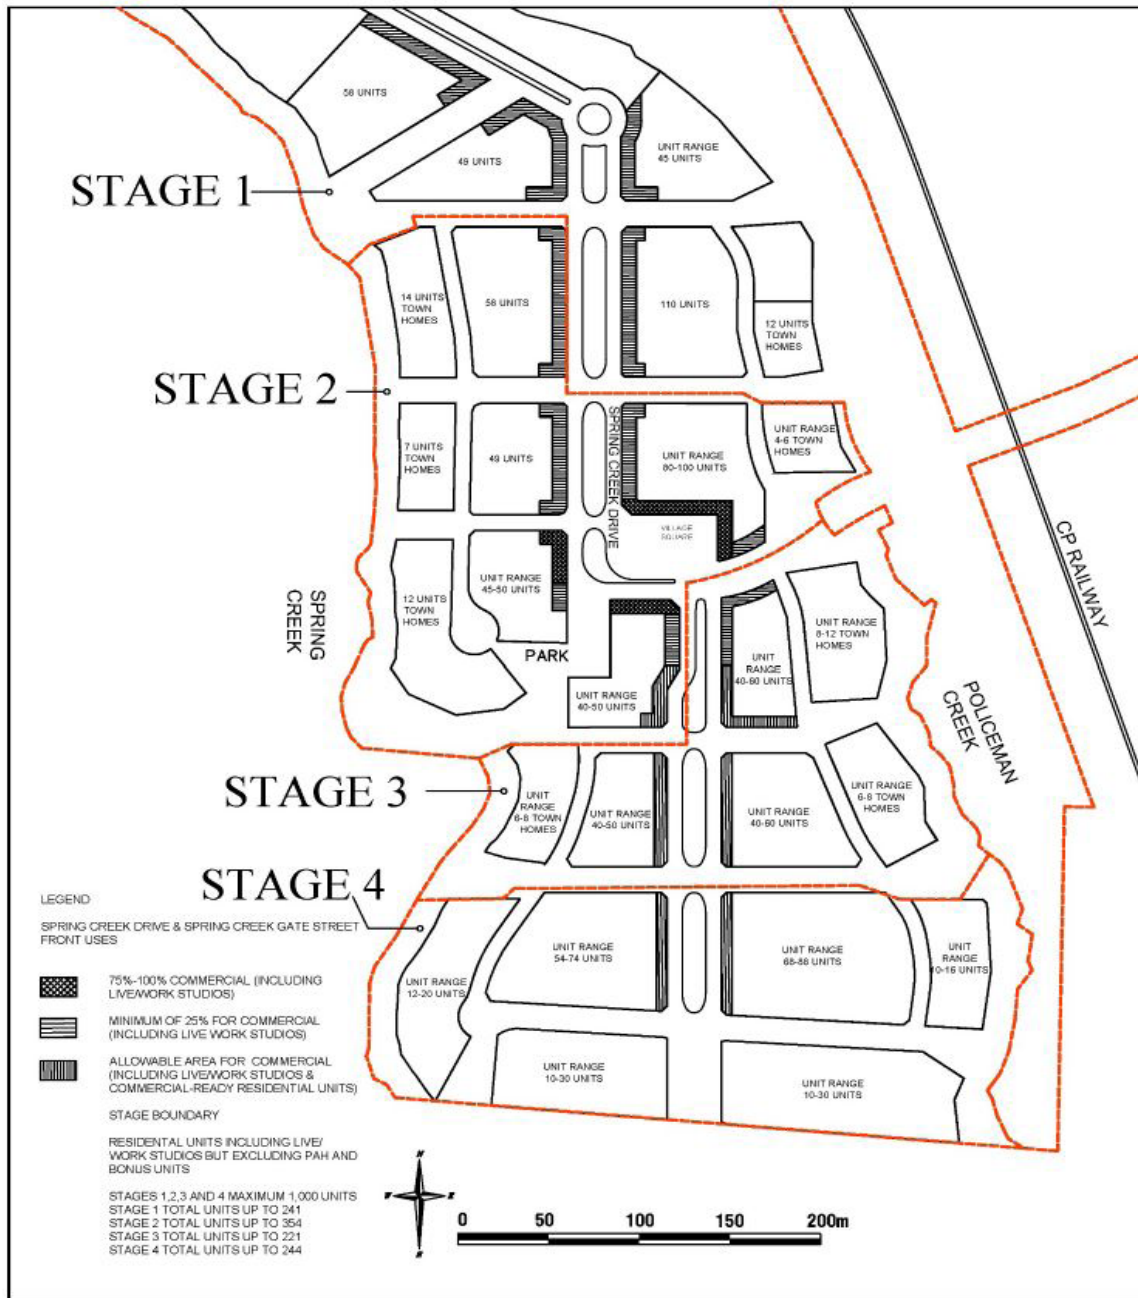 58 UNITS
49 UNITS
UNIT RANGE
45 UNITS
STAGE 1
14 UNITS
TOWN
HOMES
58 UNITS
110 UNITS
12 UNITS
TOWN
HOMES
STAGE 2
7 UNITS
TOWN
HOMES
49 UNITS
SPRING CREEK DRIVE
UNIT RANGE
80-100 UNITS
UNIT RANGE
4-6 TOWN
HOMES
VILLAGE
SQUARE
CP RAILWAY
SPRING
CREEK
12 UNITS
TOWN
HOMES
UNIT RANGE
45-50 UNITS
PARK
UNIT RANGE
40-50 UNITS
UNIT
RANGE
40-60 UNITS
UNIT RANGE
8-12 TOWN
HOMES
POLICEMAN
CREEK
STAGE 3
UNIT
RANGE
6-8 TOWN
HOMES
UNIT RANGE
40-50 UNITS
UNIT RANGE
40-60 UNITS
UNIT RANGE
6-8 TOWN
HOMES
STAGE 4
UNIT RANGE
12-20 UNITS
UNIT RANGE
54-74 UNITS
UNIT RANGE
68-88 UNITS
UNIT
RANGE
10-16 UNITS
UNIT RANGE
10-30 UNITS
UNIT RANGE
10-30 UNITS
LEGEND
SPRING CREEK DRIVE & SPRING CREEK GATE STREET
FRONT USES
75%-100% COMMERCIAL (INCLUDING
LIVE/WORK STUDIOS)
MINIMUM OF 25% FOR COMMERCIAL
(INCLUDING LIVE WORK STUDIOS)
ALLOWABLE AREA FOR COMMERCIAL
(INCLUDING LIVE/WORK STUDIOS &
COMMERCIAL-READY RESIDENTIAL UNITS)
STAGE BOUNDARY
RESIDENTAL UNITS INCLUDING LIVE/
WORK STUDIOS BUT EXCLUDING PAH AND
BONUS UNITS
STAGES 1,2,3 AND 4 MAXIMUM 1,000 UNITS
STAGE 1 TOTAL UNITS UP TO 241
STAGE 2 TOTAL UNITS UP TO 354
STAGE 3 TOTAL UNITS UP TO 221
STAGE 4 TOTAL UNITS UP TO 244
N
W
E
S
0 50 100 150 200m